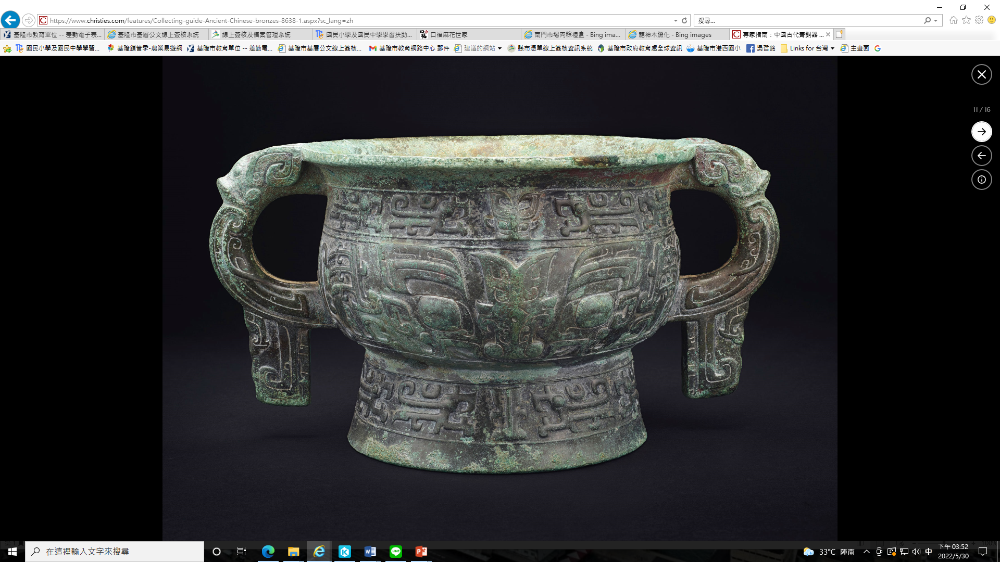 https://www.christies.com/features/Collecting-guide-Ancient-Chinese-bronzes-8638-1.aspx?sc_lang=zh
搜尋...
基隆市教育單位 -- 差勤電子表...
基隆市基層公文線上簽核系統
線上簽核及檔案管理系統
國民小學及國民中學學習扶助...
口福麻花世家
南門市場肉粽禮盒 - Bing ima...
龍神木綴化 - Bing images
專家指南：中國古代青銅器 ...
國民小學及國民中學學習...
基隆鎖管季-農業易遊網
基隆市教育單位 -- 差勤電...
基隆市基層公文線上簽核...
基隆市教育網路中心 郵件
建議的網站
縣市憑單線上簽核資訊系統
基隆市政府教育處全球資訊
基隆市港西國小
吳哲銘
Links for 台灣
主畫面
11 / 16
在這裡輸入文字來搜尋
33°C 陣雨
中
下午 03:52
2022/5/30